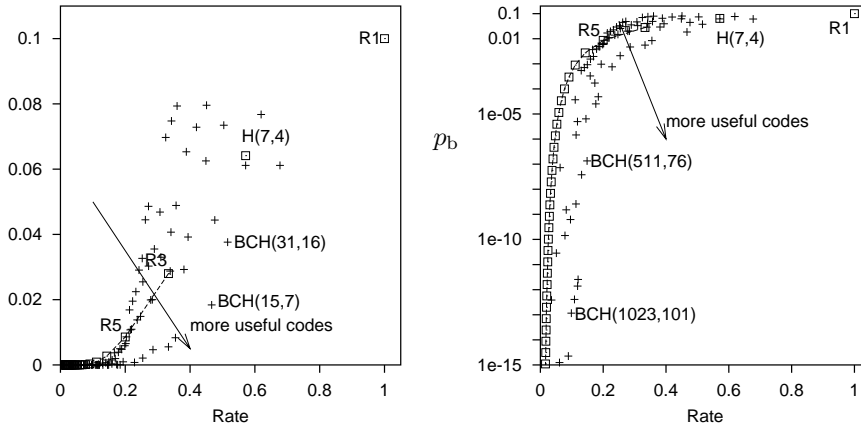 0.1
0.08
0.06
0.04
0.02
0
0 0.2 0.4 0.6 0.8 1
Rate
R5
R3
R1
H(7,4)
BCH(31,16)
BCH(15,7)
more useful codes
p_b
0.1
0.01
1e-05
1e-10
1e-15
0 0.2 0.4 0.6 0.8 1
Rate
R5
H(7,4)
R1
more useful codes
BCH(511,76)
BCH(1023,101)